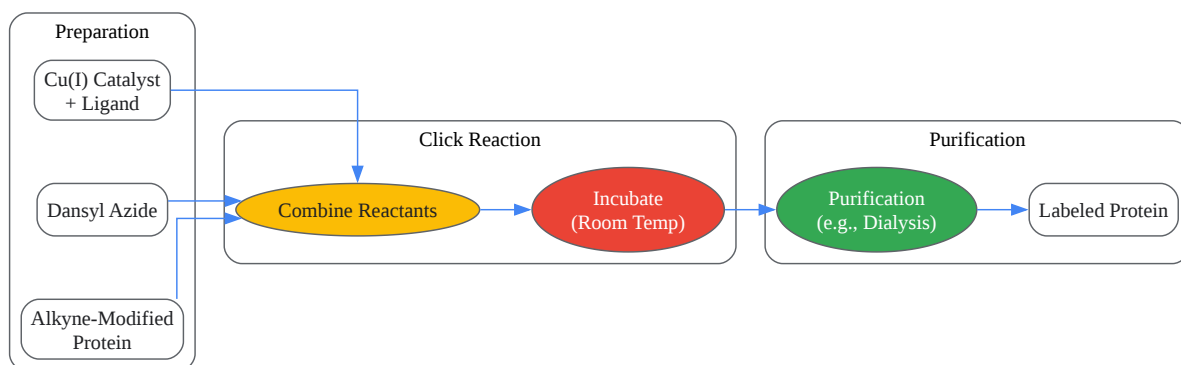 Preparation
Cu(I) Catalyst
+ Ligand
Dansyl Azide
Alkyne-Modified
Protein
Click Reaction
Combine Reactants
Incubate
(Room Temp)
Purification
Purification
(e.g., Dialysis)
Labeled Protein